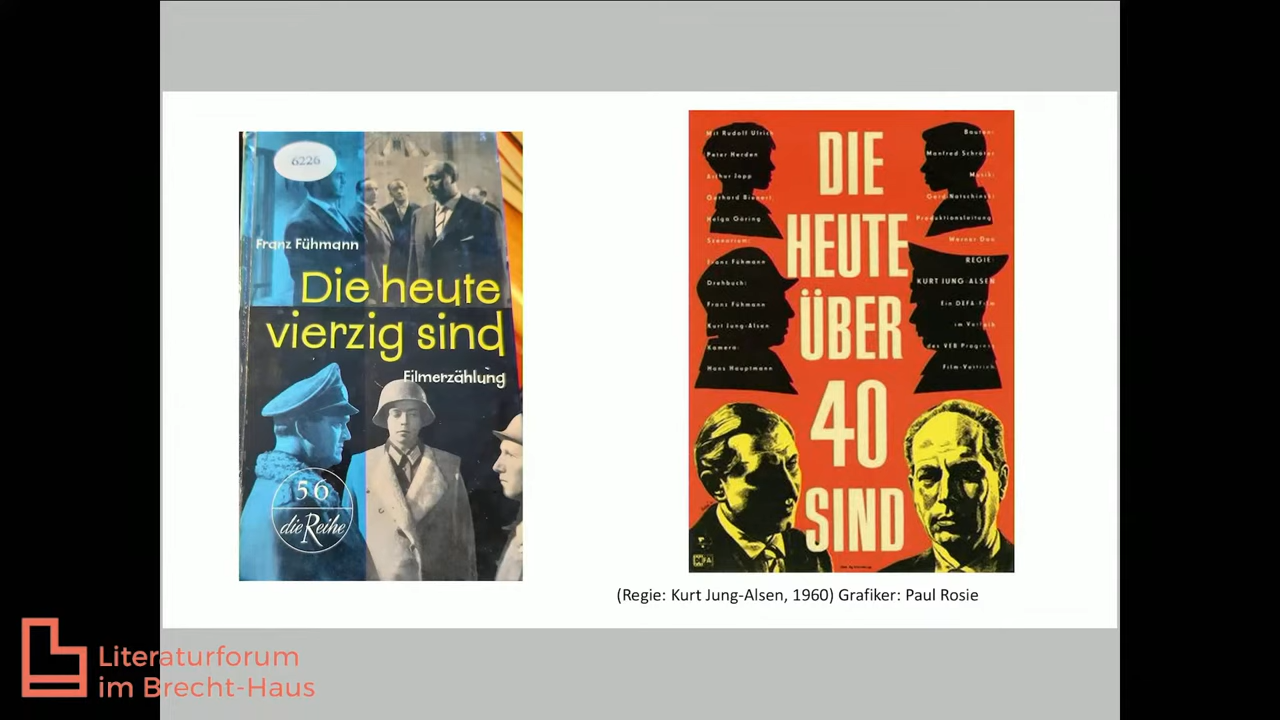 6226
Franz Fühmann
Die heute
vierzig sind
Filmerzählung
56
die Reihe
Mit Rudolf Ulrich
Peter Herden
Arthur Jopp
Gerhard Bienert
Helga Göring
Szenarium:
Franz Fühmann
Drehbuch:
Franz Fühmann
Kurt Jung-Alsen
Kamera:
Hans Hauptmann
DIE
HEUTE
ÜBER
40
SIND
Bauten:
Manfred Schröter
Musik:
Gerd Natschinski
Produktionsleitung
Werner Dau
REGIE:
KURT JUNG-ALSEN
Ein DEFA-Film
im Verleih
des VEB Progress
Film-Vertrieb
(Regie: Kurt Jung-Alsen, 1960) Grafiker: Paul Rosie
Literaturforum
im Brecht-Haus